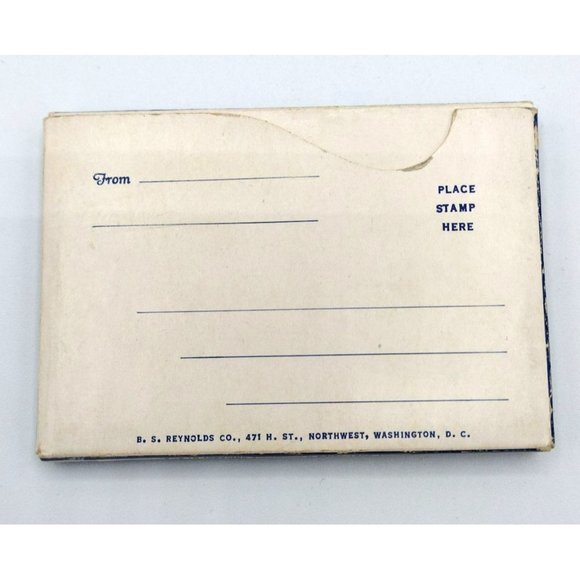 From
PLACE
STAMP
HERE
B. S. REYNOLDS CO., 471 H. ST., NORTHWEST, WASHINGTON, D. C.